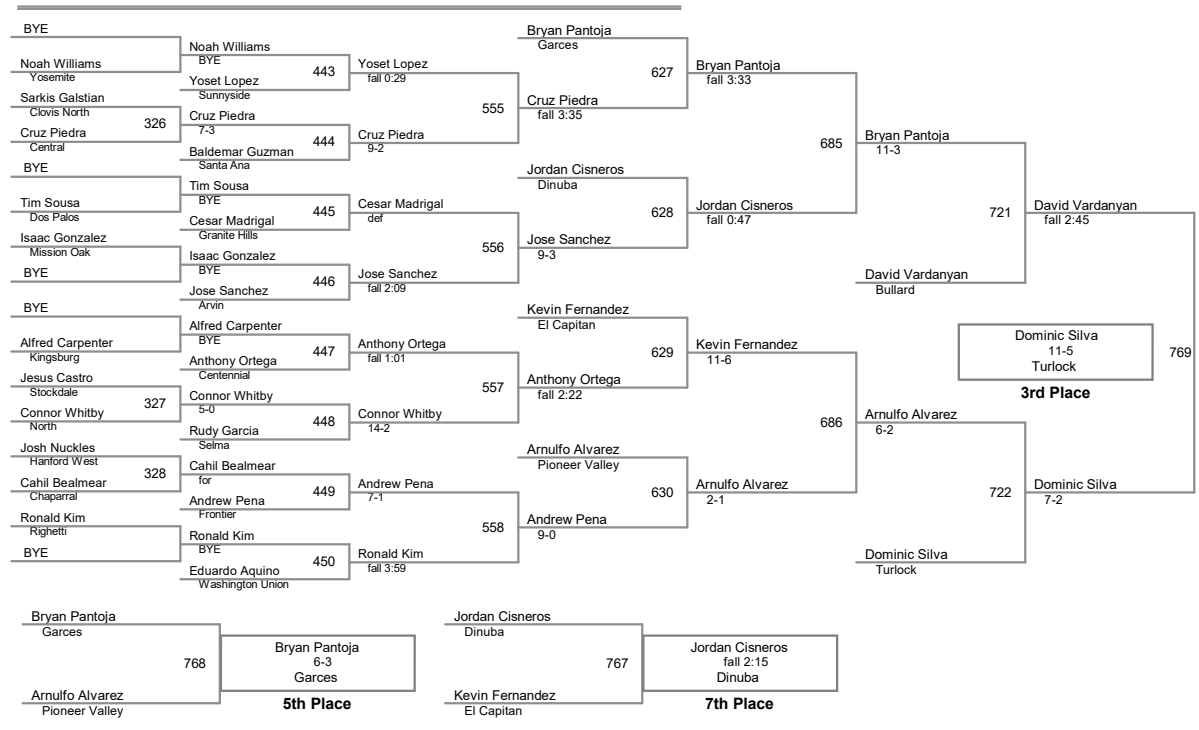 BYE
Noah Williams
Yosemite
Sarkis Galstian
Clovis North
326
Cruz Piedra
Central
BYE
Tim Sousa
Dos Palos
Isaac Gonzalez
Mission Oak
BYE
BYE
Alfred Carpenter
Kingsburg
Jesus Castro
Stockdale
327
Connor Whitby
North
Josh Nuckles
Hanford West
328
Cahil Bealmear
Chaparral
Ronald Kim
Righetti
BYE
Noah Williams
BYE
443
Yoset Lopez
Sunnyside
Cruz Piedra
7-3
444
Baldemar Guzman
Santa Ana
Tim Sousa
BYE
445
Cesar Madrigal
Granite Hills
Isaac Gonzalez
BYE
446
Jose Sanchez
Arvin
Alfred Carpenter
BYE
447
Anthony Ortega
Centennial
Connor Whitby
5-0
448
Rudy Garcia
Selma
Cahil Bealmear
for
449
Andrew Pena
Frontier
Ronald Kim
BYE
450
Eduardo Aquino
Washington Union
Yoset Lopez
fall 0:29
555
Cruz Piedra
9-2
Cesar Madrigal
def
556
Jose Sanchez
fall 2:09
Anthony Ortega
fall 1:01
557
Connor Whitby
14-2
Andrew Pena
7-1
558
Ronald Kim
fall 3:59
Bryan Pantoja
Garces
627
Cruz Piedra
fall 3:35
Jordan Cisneros
Dinuba
628
Jose Sanchez
9-3
Kevin Fernandez
El Capitan
629
Anthony Ortega
fall 2:22
Arnulfo Alvarez
Pioneer Valley
630
Andrew Pena
9-0
Bryan Pantoja
fall 3:33
685
Jordan Cisneros
fall 0:47
Kevin Fernandez
11-6
686
Arnulfo Alvarez
2-1
Bryan Pantoja
11-3
721
David Vardanyan
Bullard
Arnulfo Alvarez
6-2
722
Dominic Silva
Turlock
David Vardanyan
fall 2:45
769
Dominic Silva
7-2
Dominic Silva
11-5
Turlock
3rd Place
Bryan Pantoja
Garces
768
Arnulfo Alvarez
Pioneer Valley
Bryan Pantoja
6-3
Garces
5th Place
Jordan Cisneros
Dinuba
767
Kevin Fernandez
El Capitan
Jordan Cisneros
fall 2:15
Dinuba
7th Place